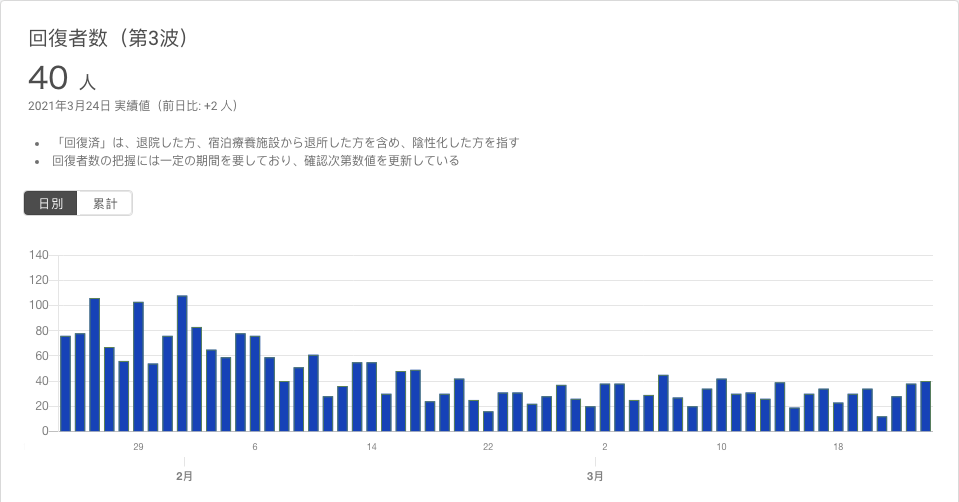 回復者数（第3波）
40 人
2021年3月24日 実績値（前日比: +2 人）
• 「回復済」は、退院した方、宿泊療養施設から退所した方を含め、陰性化した方を指す
• 回復者数の把握には一定の期間を要しており、確認次第数値を更新している
日別 累計
140
120
100
80
60
40
20
0
29 6 14 22 2 10 18
2月 3月